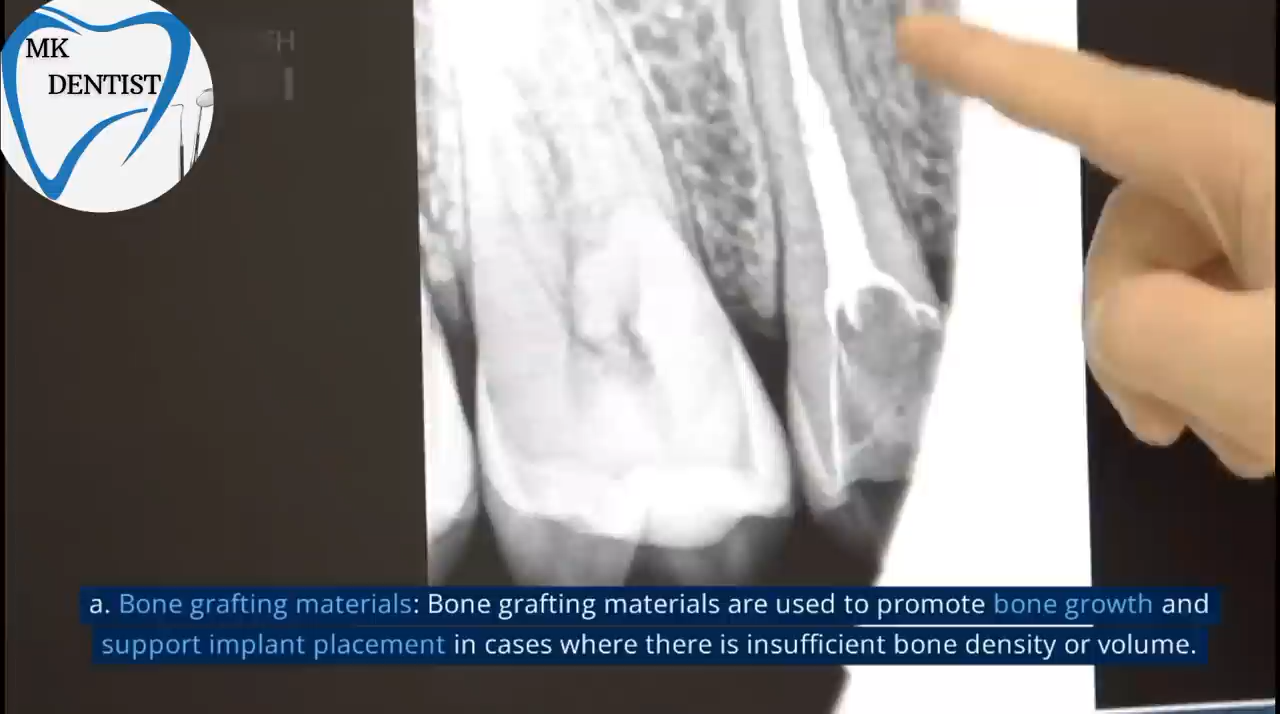 MK
DENTIST
a. Bone grafting materials: Bone grafting materials are used to promote bone growth and
support implant placement in cases where there is insufficient bone density or volume.